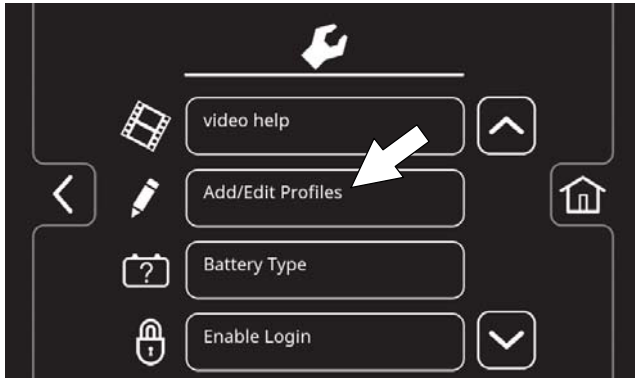 video help
Add/Edit Profiles
?
Battery Type
Enable Login